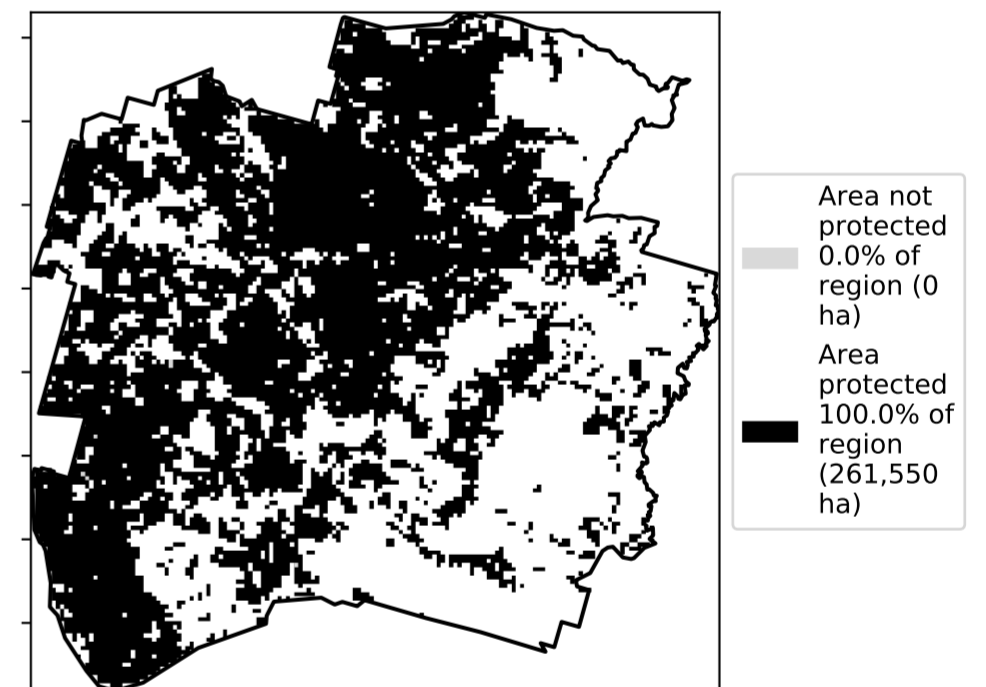 Area not
protected
0.0% of
region (0
ha)
Area
protected
100.0% of
region
(261,550
ha)